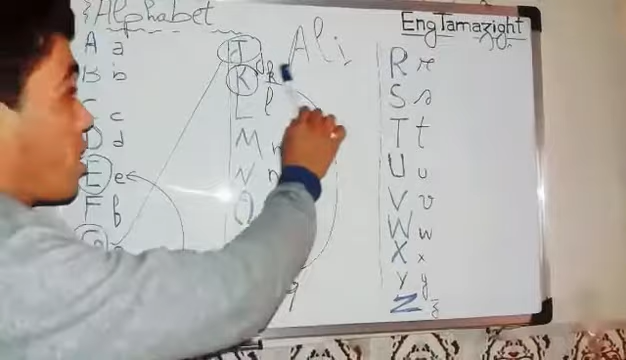 Alphabet
EngTamazight
Ali
A a
B b
C c
D d
E e
F f
G
J
K k
L l
M
N n
O
R r
S s
T t
U u
V v
W w
X x
Y y
Z z